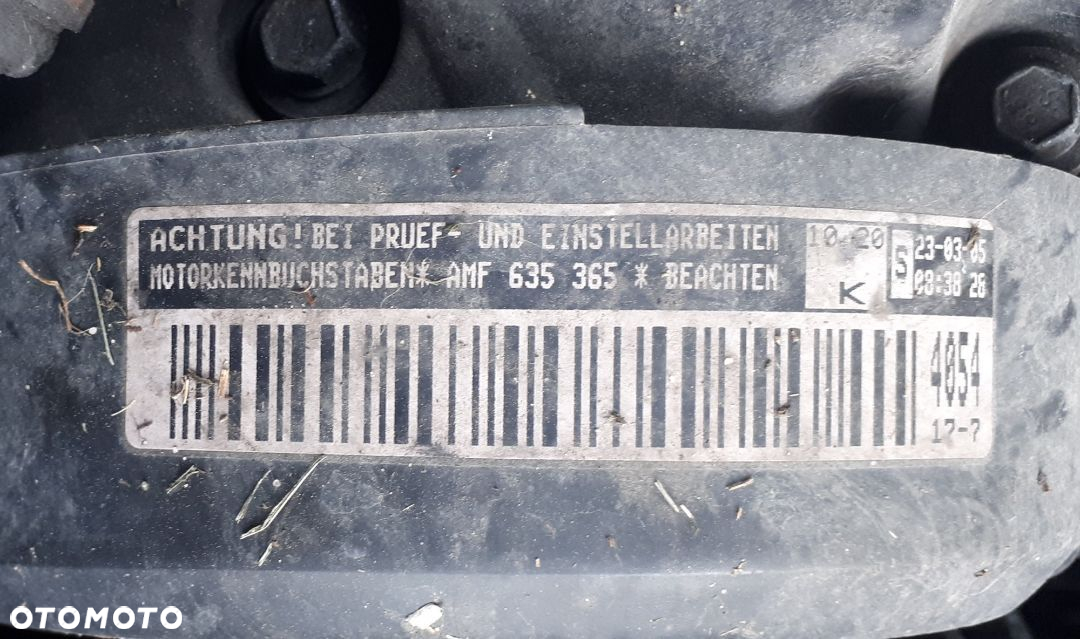 ACHTUNG! BEI PRUEF- UND EINSTELLARBEITEN
MOTORKENNBUCHSTABEN* AMF 635 365 * BEACHTEN
10 20
K
S
23-03-05
08:38 26
4054
17-7
OTOMOTO